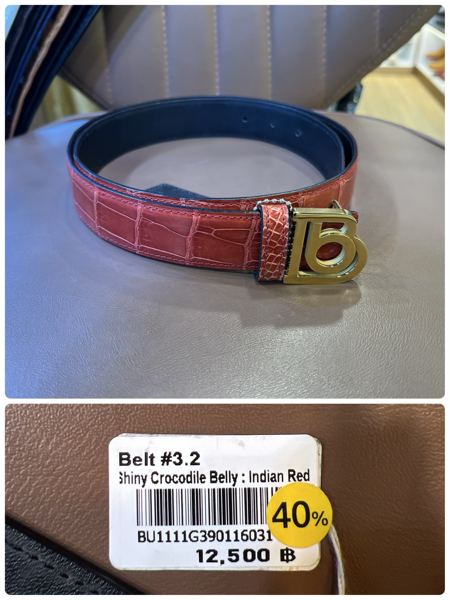 b
Belt #3.2
Shiny Crocodile Belly : Indian Red
BU1111G390116031
40%
12,500 ฿